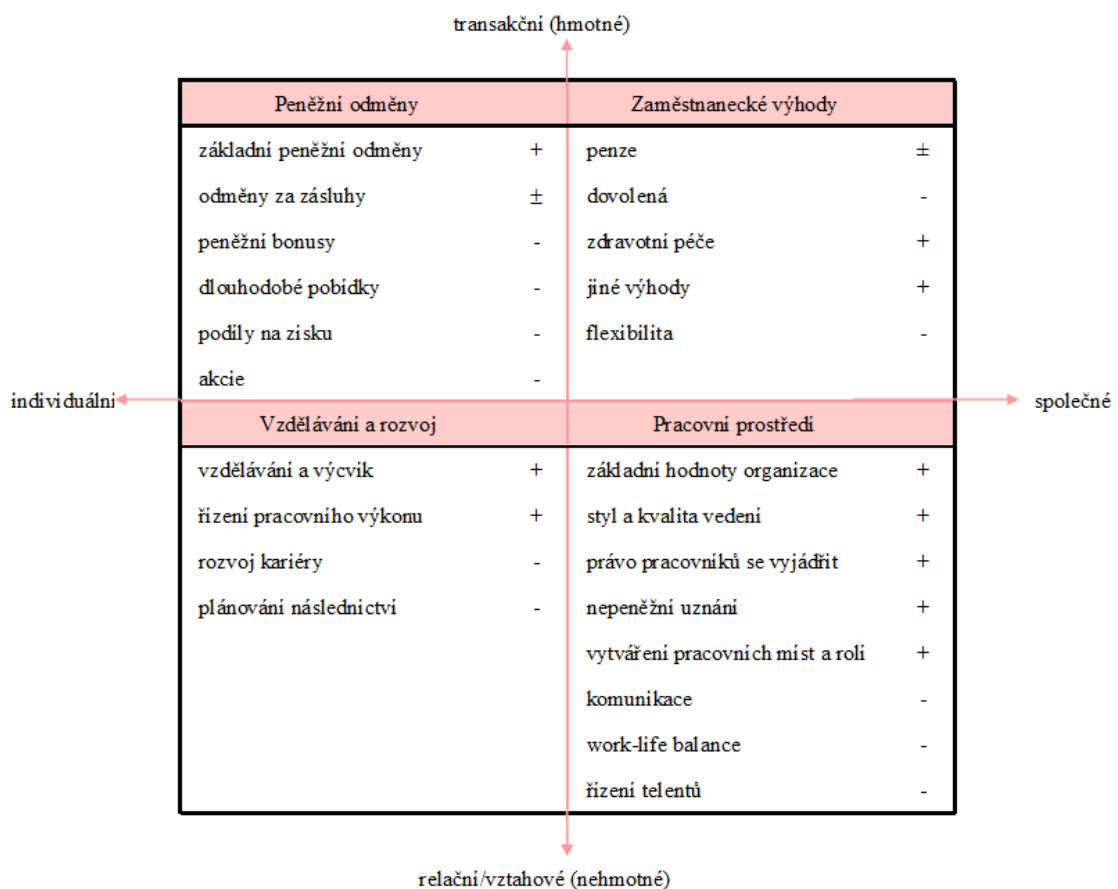 transakční (hmotné)
Peněžní odměny Zaměstnanecké výhody
základní peněžní odměny + penze ±
odměny za zásluhy ± dovolená -
peněžní bonusy - zdravotní péče +
dlouhodobé pobídky - jiné výhody +
podíly na zisku - flexibilita -
akcie -
individuální společné
Vzdělávání a rozvoj Pracovní prostředí
vzdělávání a výcvik + základní hodnoty organizace +
řízení pracovního výkonu + styl a kvalita vedení +
rozvoj kariéry - právo pracovníků se vyjádřit +
plánování následnictví - nepeněžní uznání +
vytváření pracovních míst a rolí +
komunikace -
work-life balance -
řízení telentů -
relační/vztahové (nehmotné)